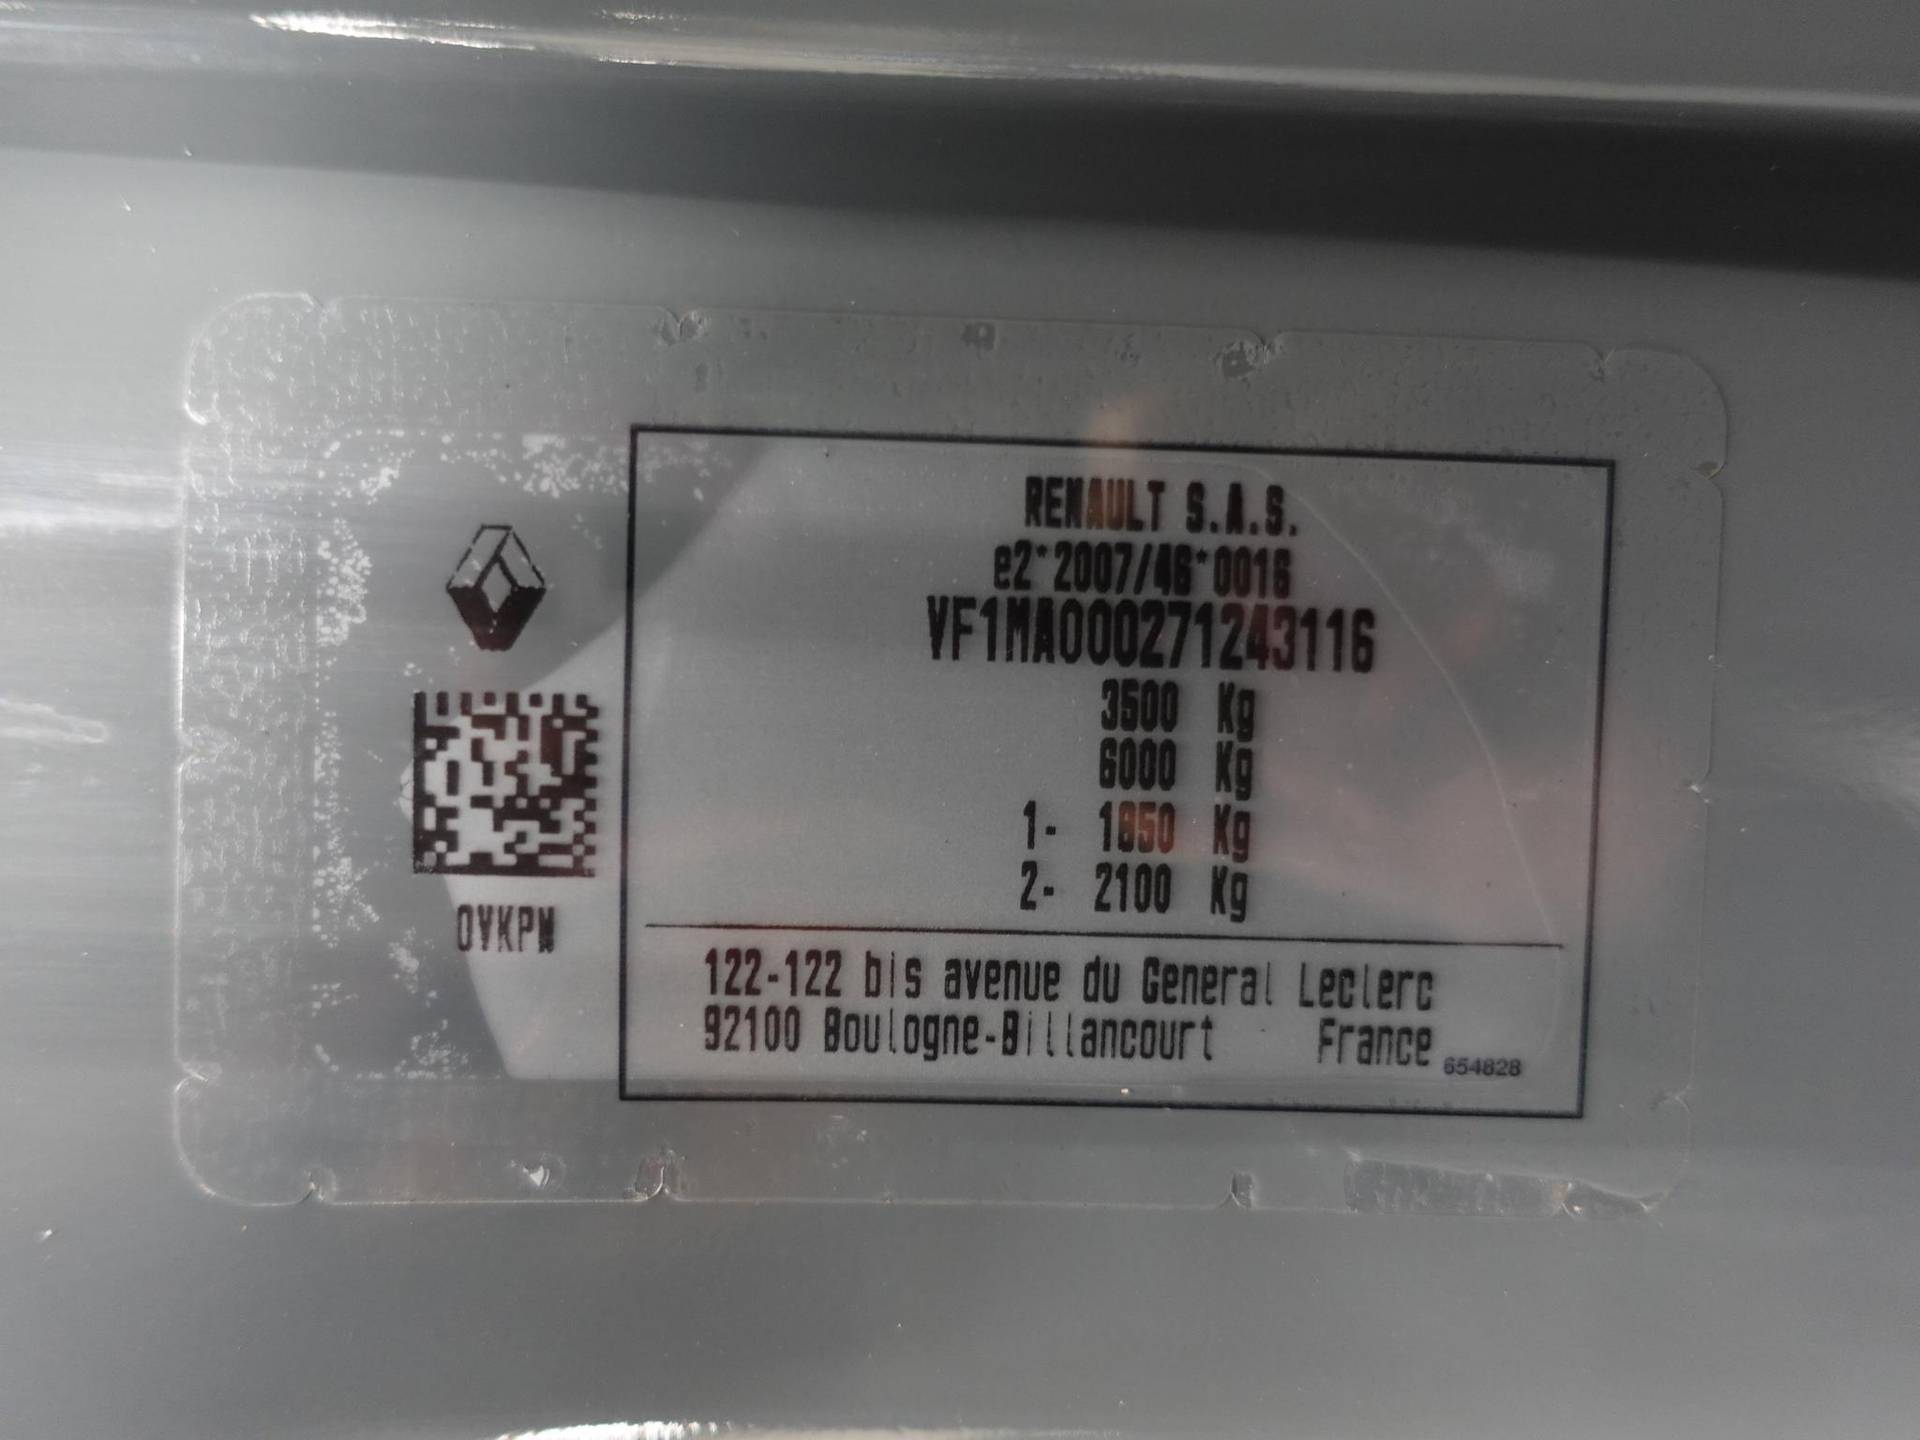 RENAULT S.A.S.
e2*2007/46*0016
VF1MA000271243116
3500 Kg
6000 Kg
1- 1850 Kg
2- 2100 Kg
OVKPN
122-122 bis avenue du General Leclerc
92100 Boulogne-Billancourt France
654828